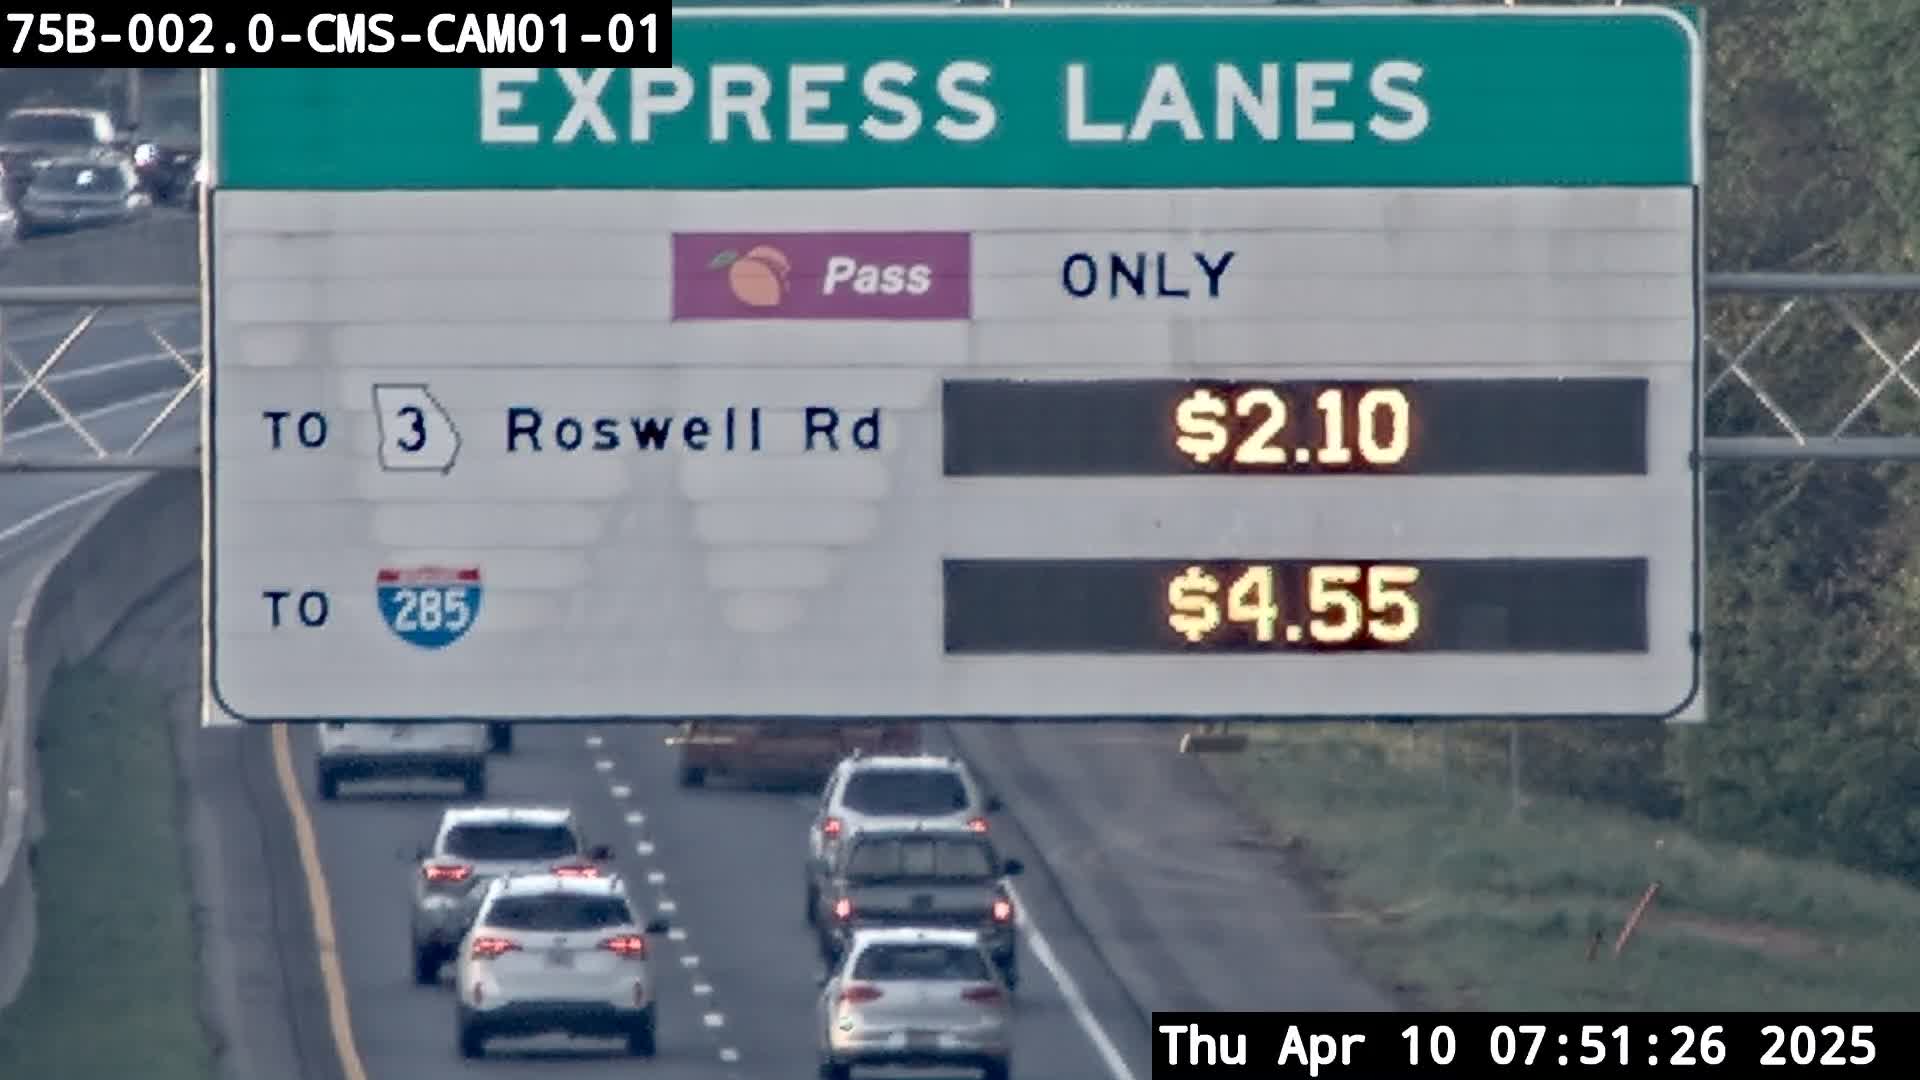 75B-002.0-CMS-CAM01-01
EXPRESS LANES
Pass ONLY
TO 3 Roswell Rd $2.10
TO 285 $4.55
Thu Apr 10 07:51:26 2025